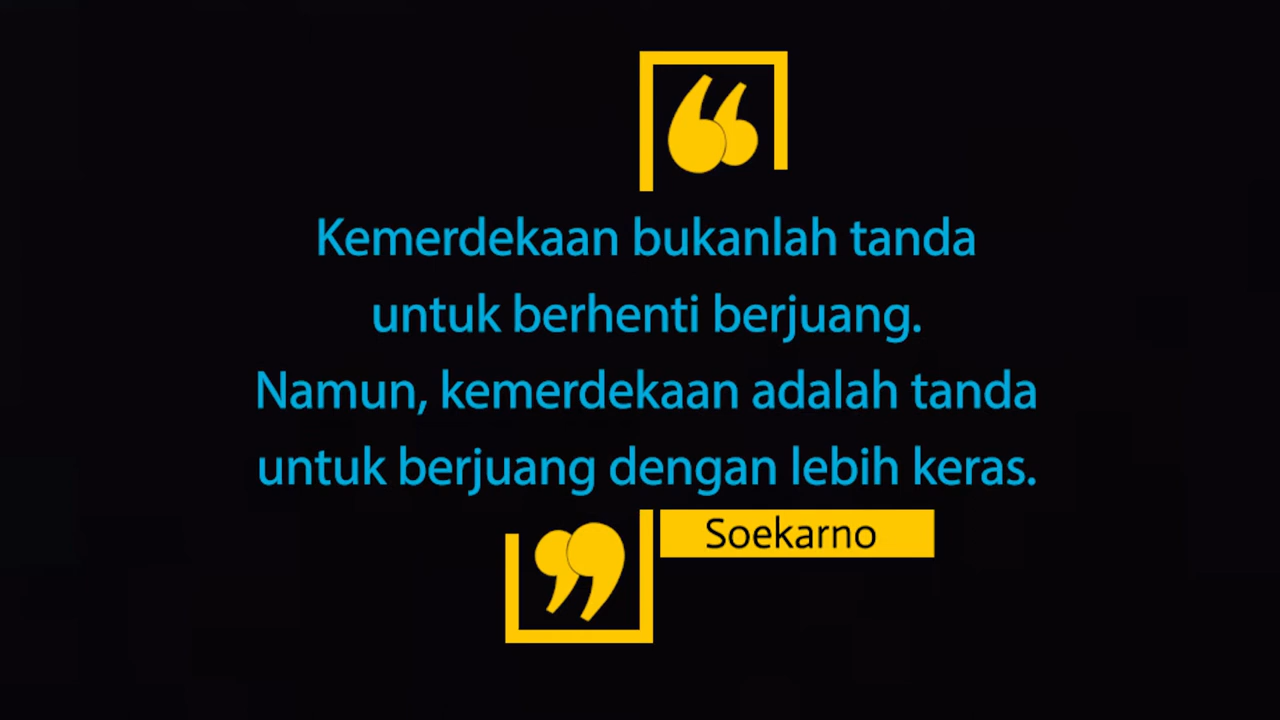 Kemerdekaan bukanlah tanda
untuk berhenti berjuang.
Namun, kemerdekaan adalah tanda
untuk berjuang dengan lebih keras.
Soekarno